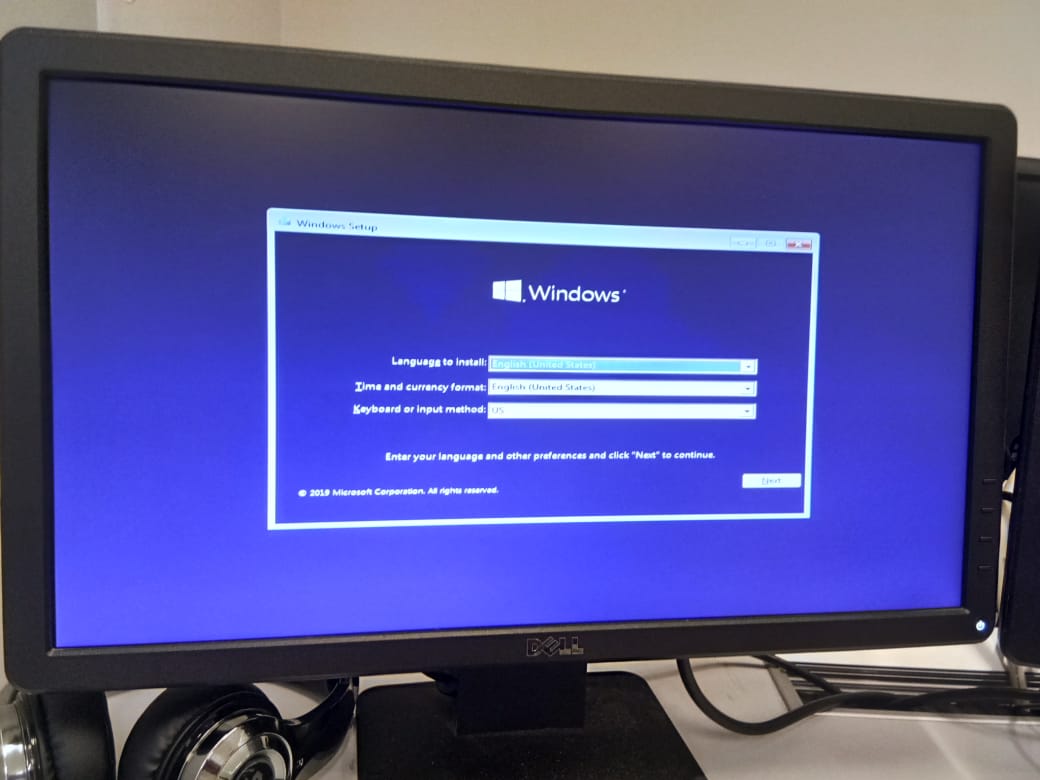 Windows Setup
Windows
Language to install: English (United States)
Time and currency format: English (United States)
Keyboard or input method: US
Enter your language and other preferences and click "Next" to continue.
Next
© 2019 Microsoft Corporation. All rights reserved.
DELL